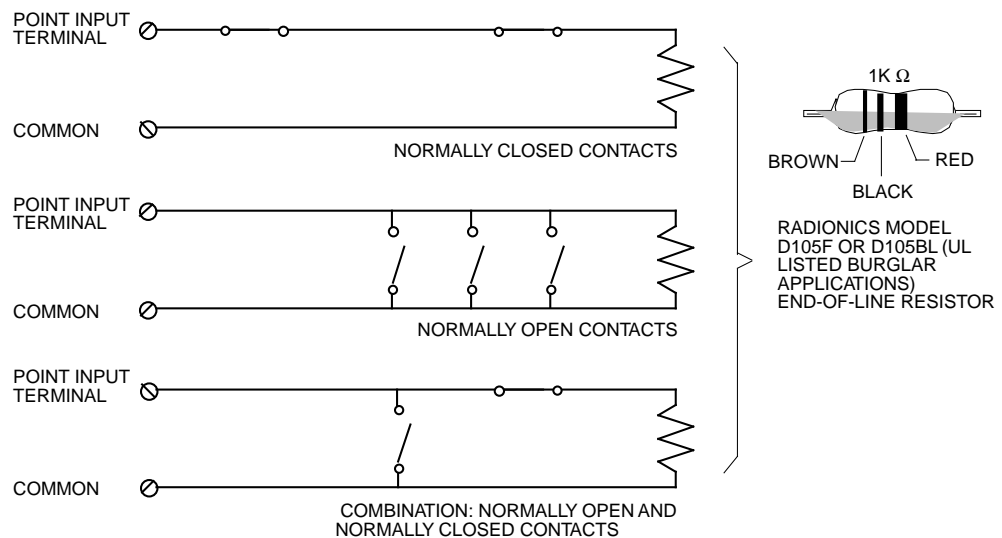 POINT INPUT
TERMINAL
COMMON
NORMALLY CLOSED CONTACTS
POINT INPUT
TERMINAL
COMMON
NORMALLY OPEN CONTACTS
POINT INPUT
TERMINAL
COMMON
COMBINATION: NORMALLY OPEN AND
NORMALLY CLOSED CONTACTS
1K Ω
BROWN
RED
BLACK
RADIONICS MODEL
D105F OR D105BL (UL
LISTED BURGLAR
APPLICATIONS)
END-OF-LINE RESISTOR